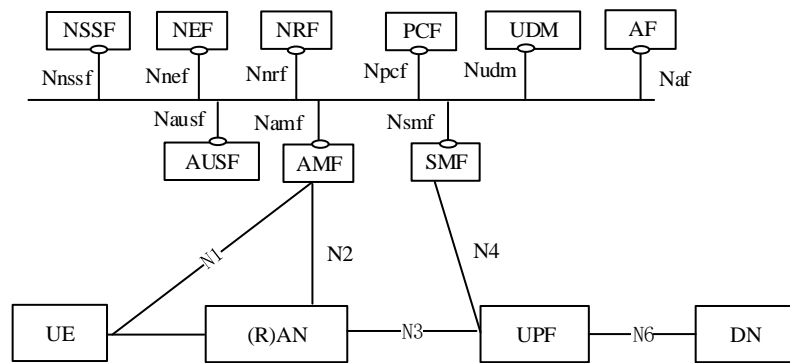 NSSF NEF NRF PCF UDM AF
Nnssf Nnef Nnrf Npcf Nudm Naf
Nausf Namf Nsmf
AUSF AMF SMF
N1 N2 N4
UE (R)AN N3 UPF N6 DN